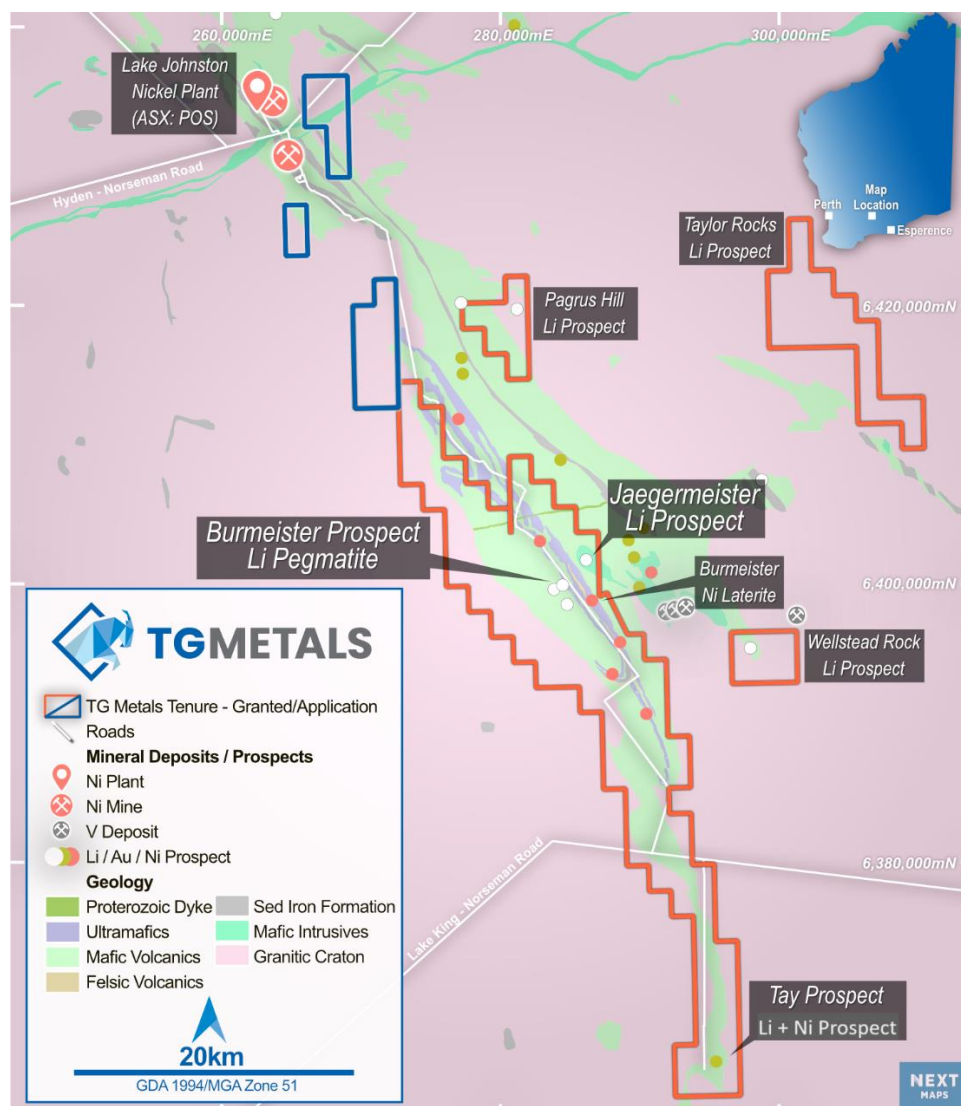 260,000mE
280,000mE
300,000mE
Lake Johnston
Nickel Plant
(ASX: POS)
Hyden - Norseman Road
Perth
Map
Location
Esperence
Taylor Rocks
Li Prospect
Pagrus Hill
Li Prospect
6,420,000mN
Jaegermeister
Li Prospect
Burmeister Prospect
Li Pegmatite
Burmeister
Ni Laterite
6,400,000mN
Wellstead Rock
Li Prospect
TGMETALS
TG Metals Tenure - Granted/Application
Roads
Mineral Deposits / Prospects
Ni Plant
Ni Mine
V Deposit
Li / Au / Ni Prospect
Geology
Proterozoic Dyke
Sed Iron Formation
Ultramafics
Mafic Intrusives
Mafic Volcanics
Granitic Craton
Felsic Volcanics
20km
GDA 1994/MGA Zone 51
6,380,000mN
Lake King - Norseman Road
Tay Prospect
Li + Ni Prospect
NEXT
MAPS